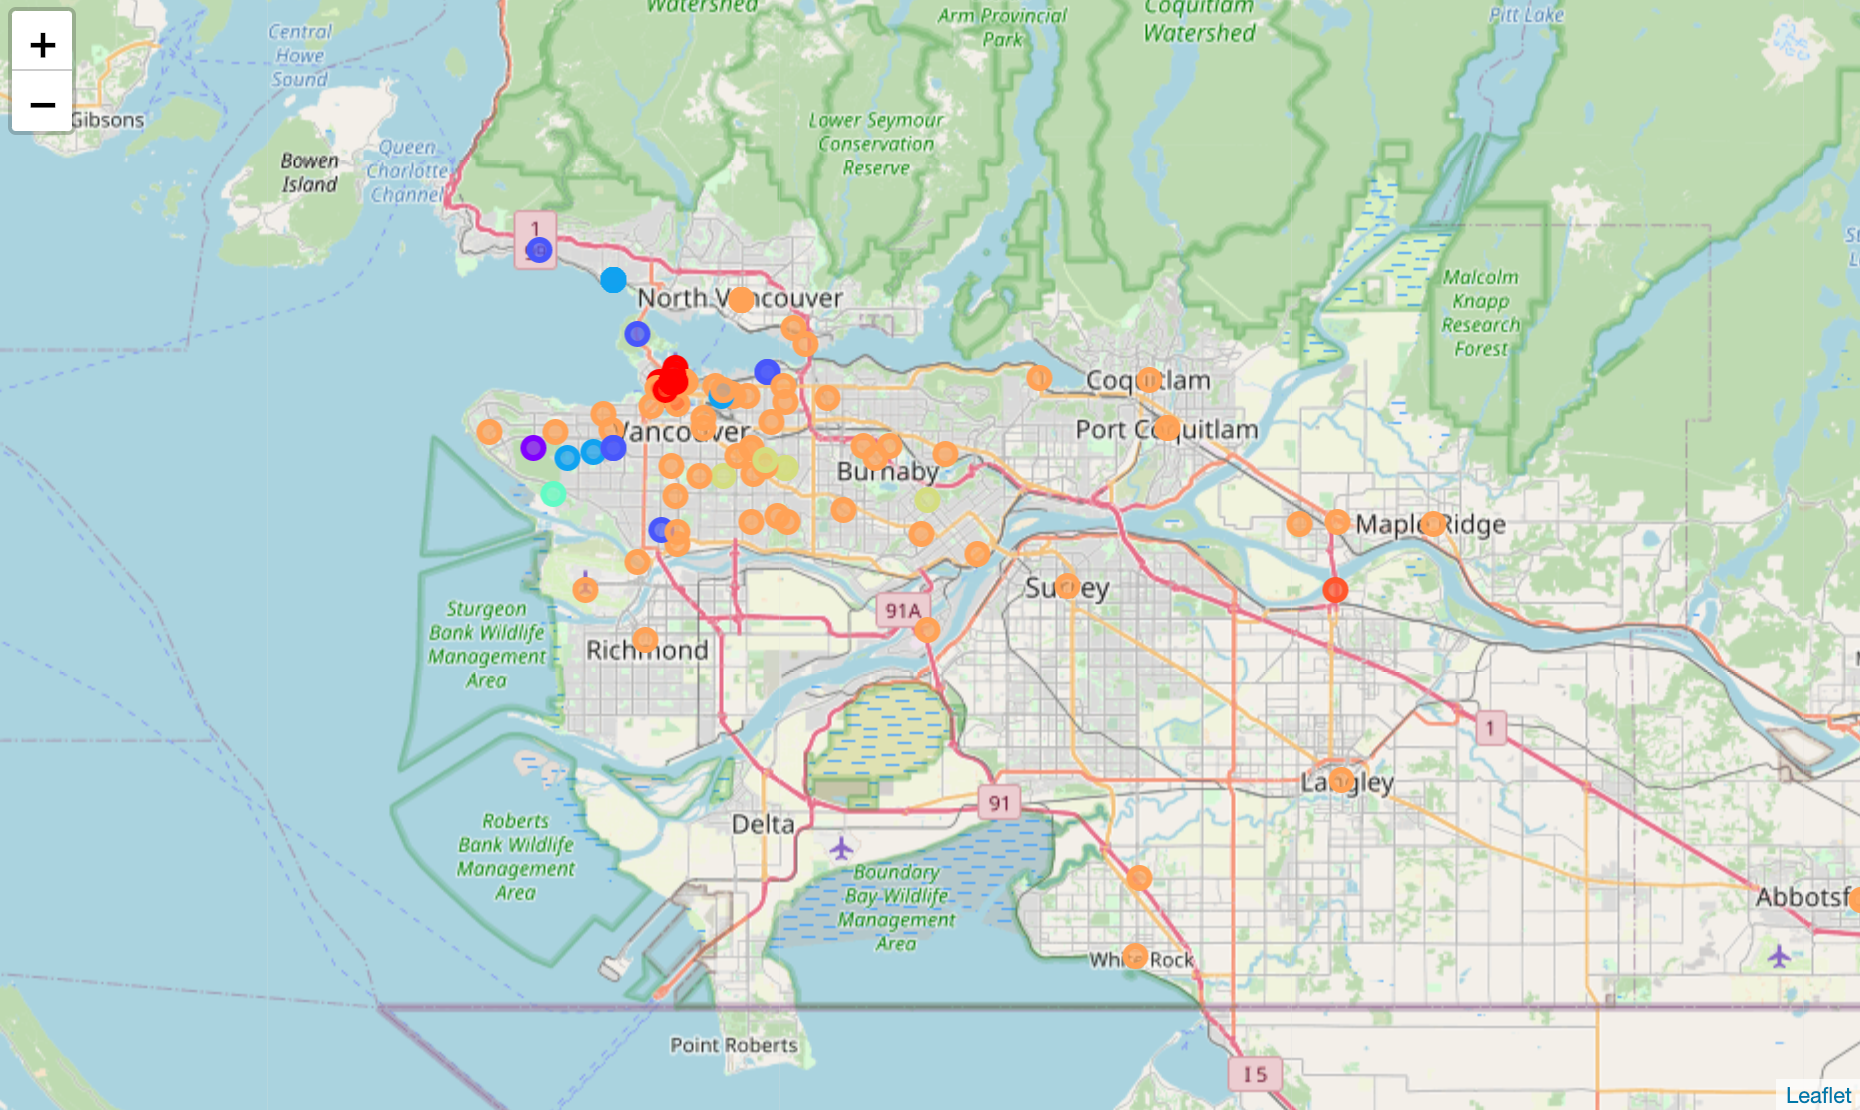 +
−
Central
Howe
Sound
Gibsons
Bowen
Island
Queen
Charlotte
Channel
Watershed
Arm Provincial
Park
Coquitlam
Watershed
Pitt Lake
Lower Seymour
Conservation
Reserve
1
North Vancouver
Malcolm
Knapp
Research
Forest
Coquitlam
Port Coquitlam
Vancouver
Burnaby
Maple Ridge
Surrey
91A
Sturgeon
Bank Wildlife
Management
Area
Richmond
1
Langley
91
Delta
Roberts
Bank Wildlife
Management
Area
Boundary
Bay Wildlife
Management
Area
Abbotsf
White Rock
Point Roberts
I 5
Leaflet